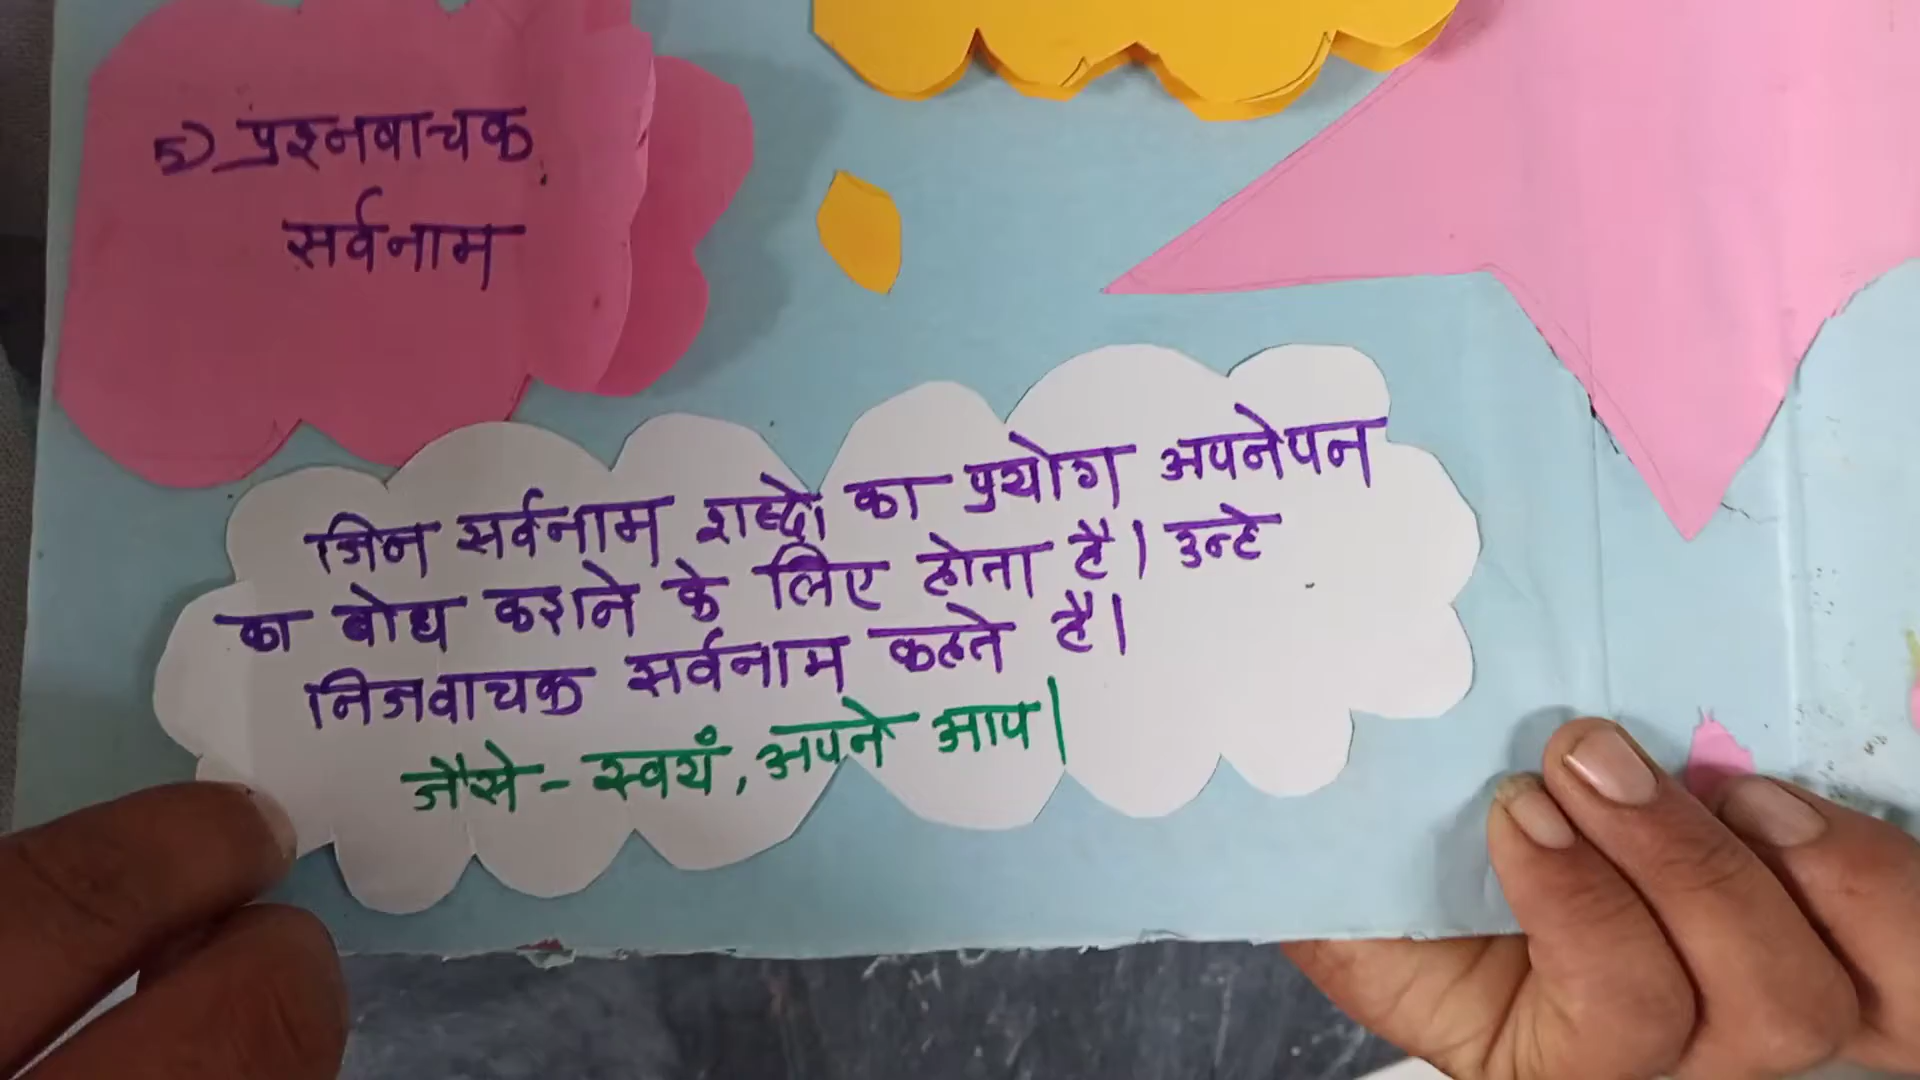 5) प्रश्नवाचक
सर्वनाम
जिन सर्वनाम शब्दों का प्रयोग अपनेपन
का बोध कराने के लिए होता है। उन्हे
निजवाचक सर्वनाम कहते हैं।
जैसे - स्वयं, अपने आप।